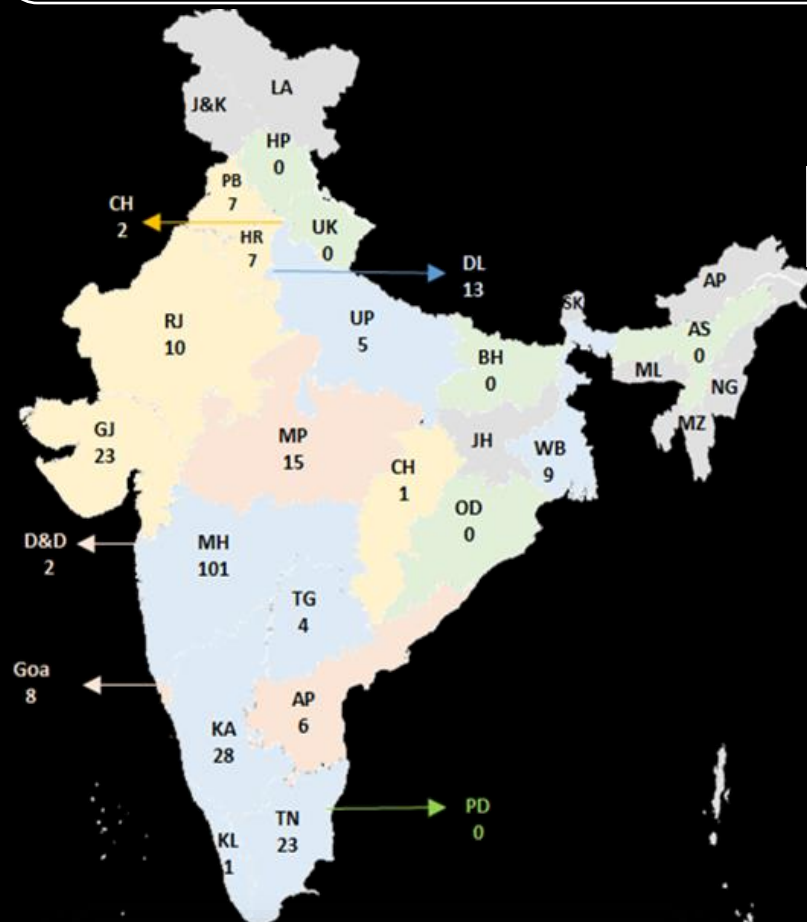 LA
J&K
HP
0
PB
7
CH
2
UK
0
HR
7
DL
13
AP
SK
RJ
10
UP
5
AS
0
BH
0
ML
NG
MZ
GJ
23
MP
15
JH
WB
9
CH
1
OD
0
D&D
2
MH
101
TG
4
Goa
8
AP
6
KA
28
PD
0
TN
23
KL
1